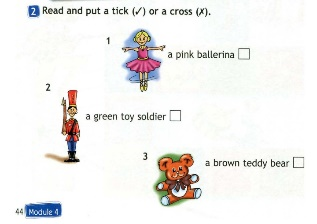 2 Read and put a tick (✓) or a cross (✗).
1
a pink ballerina
2
a green toy soldier
3
a brown teddy bear
44 Module 4